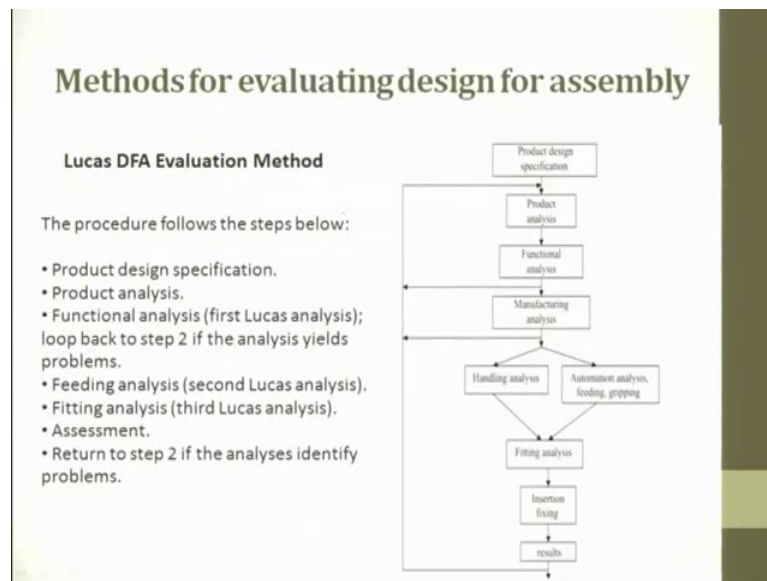 Methods for evaluating design for assembly
Lucas DFA Evaluation Method
The procedure follows the steps below:
• Product design specification.
• Product analysis.
• Functional analysis (first Lucas analysis);
loop back to step 2 if the analysis yields
problems.
• Feeding analysis (second Lucas analysis).
• Fitting analysis (third Lucas analysis).
• Assessment.
• Return to step 2 if the analyses identify
problems.
Product design
specification
Product
analysis
Functional
analysis
Manufacturing
analysis
Handling analysis
Automation analysis,
feeding, gripping
Fitting analysis
Insertion
fixing
results